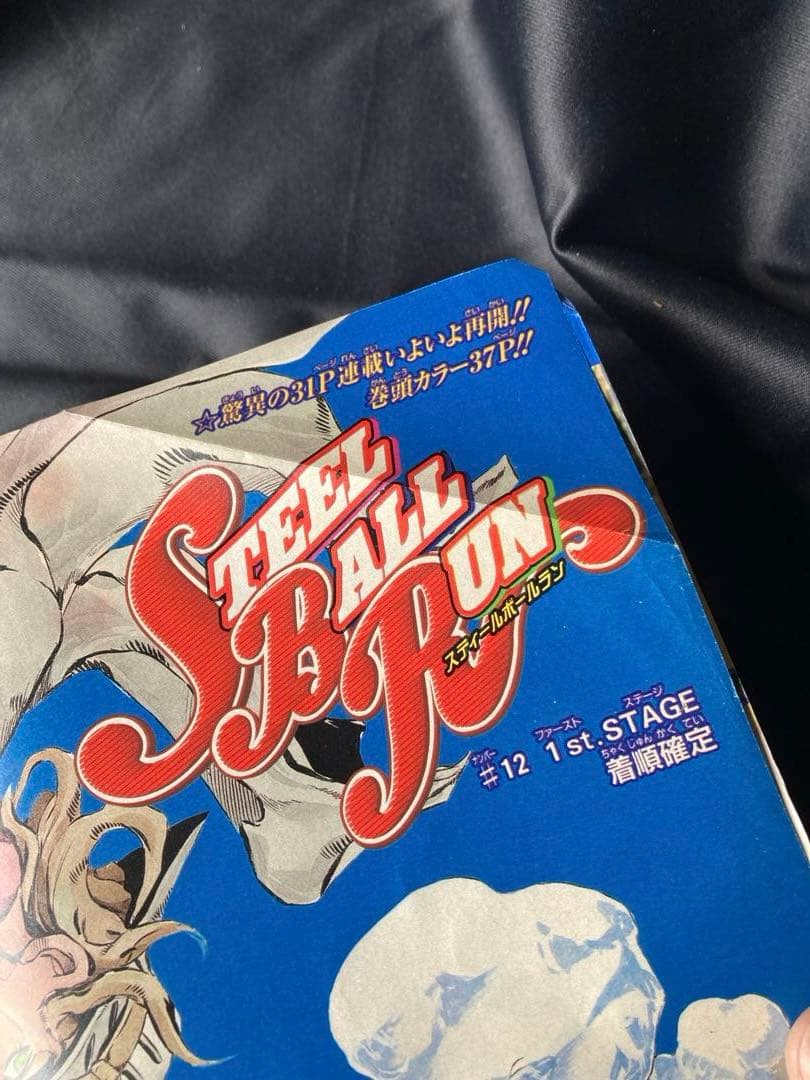 ☆驚異の31P連載いよいよ再開!!
巻頭カラー37P!!
STEEL
BALL
RUN
スティールボールラン
#12 1st.STAGE
着順確定